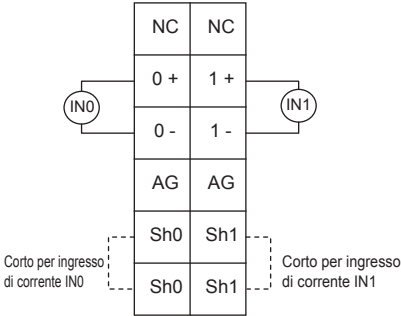 NC NC
0 + 1 +
IN0 IN1
0 - 1 -
AG AG
Sh0 Sh1
Corto per ingresso
di corrente IN0
Corto per ingresso
di corrente IN1
Sh0 Sh1